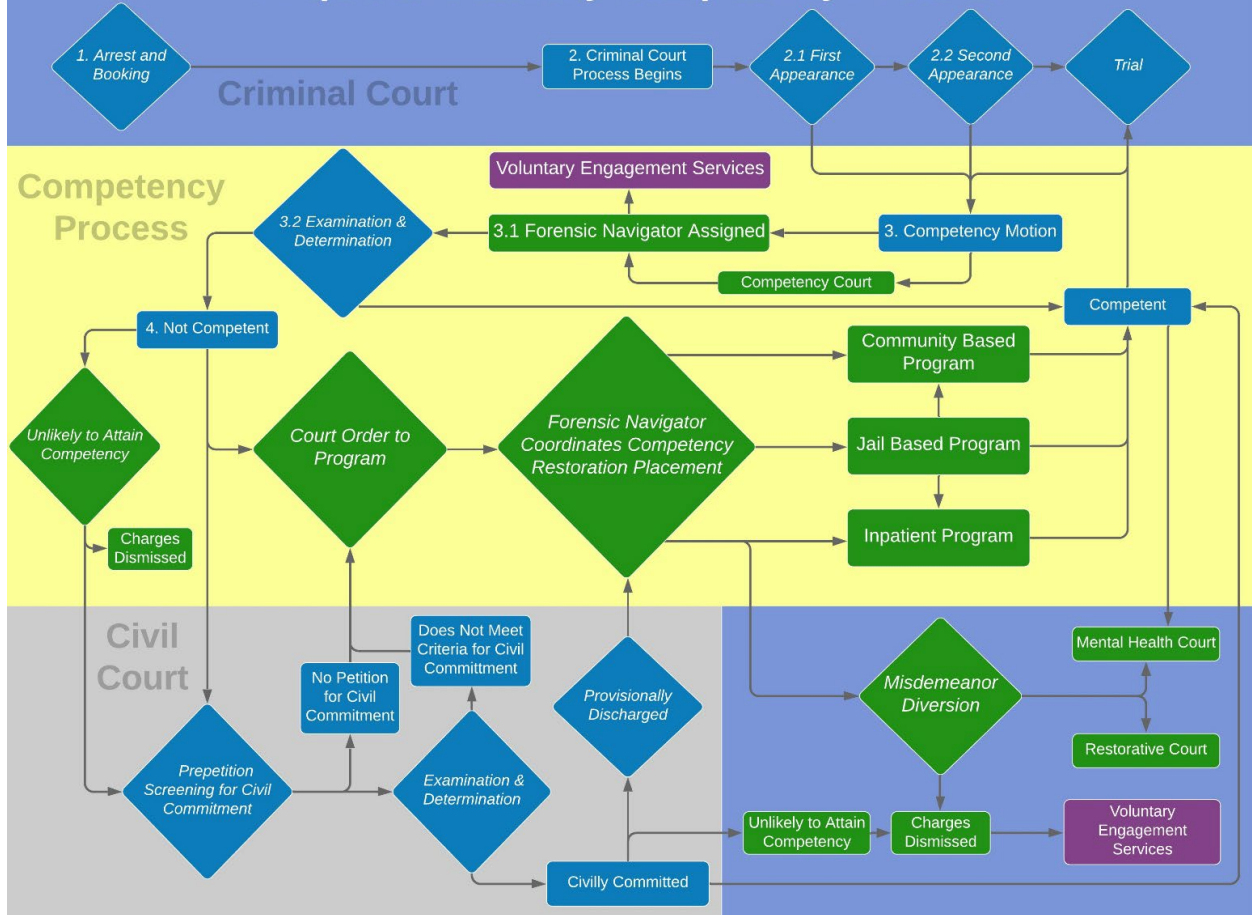 1. Arrest and
Booking
2. Criminal Court
Process Begins
2.1 First
Appearance
2.2 Second
Appearance
Trial
Criminal Court
Competency
Process
Voluntary Engagement Services
3.2 Examination &
Determination
3.1 Forensic Navigator Assigned
3. Competency Motion
Competency Court
4. Not Competent
Competent
Unlikely to Attain
Competency
Court Order to
Program
Forensic Navigator
Coordinates Competency
Restoration Placement
Community Based
Program
Jail Based Program
Inpatient Program
Charges
Dismissed
Civil
Court
Does Not Meet
Criteria for Civil
Committment
No Petition
for Civil
Commitment
Provisionally
Discharged
Prepetition
Screening for Civil
Commitment
Examination &
Determination
Civilly Committed
Misdemeanor
Diversion
Mental Health Court
Restorative Court
Unlikely to Attain
Competency
Charges
Dismissed
Voluntary
Engagement
Services